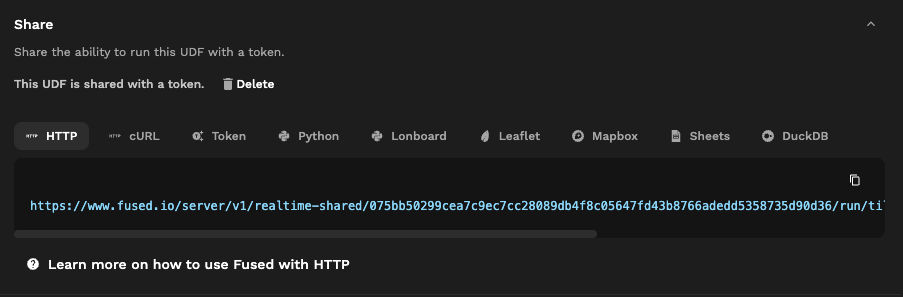 Share
Share the ability to run this UDF with a token.
This UDF is shared with a token. Delete
HTTP HTTP HTTP cURL Token Python Lonboard Leaflet Mapbox Sheets DuckDB
https://www.fused.io/server/v1/realtime-shared/075bb50299cea7c9ec7cc28089db4f8c05647fd43b8766adedd5358735d90d36/run/til
Learn more on how to use Fused with HTTP